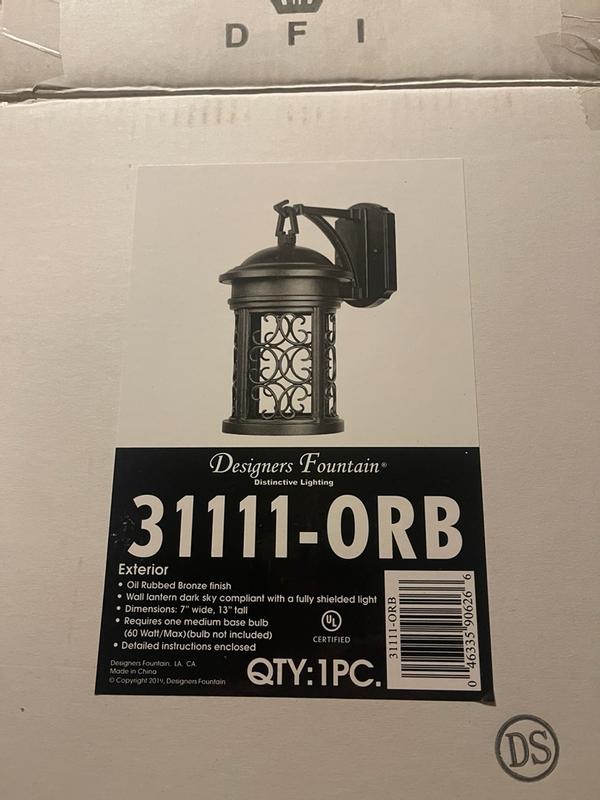 DFI
Designers Fountain®
Distinctive Lighting
31111-ORB
Exterior
• Oil Rubbed Bronze finish
• Wall lantern dark sky compliant with a fully shielded light
• Dimensions: 7" wide, 13" tall
• Requires one medium base bulb
(60 Watt/Max)(bulb not included)
• Detailed instructions enclosed
UL
CERTIFIED
Designers Fountain, LA, CA.
Made in China
© Copyright 2019, Designers Fountain
QTY:1PC.
31111-ORB
0 46335 90626 6
DS